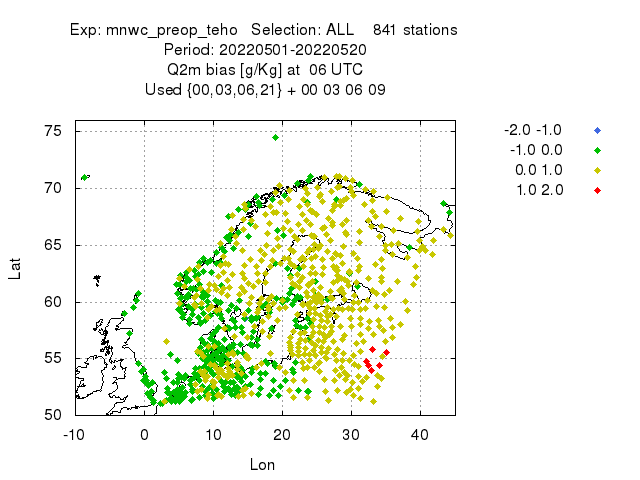 Exp: mnwc_preop_teho   Selection: ALL    841 stations
Period: 20220501-20220520
Q2m bias [g/Kg] at  06 UTC
Used {00,03,06,21} + 00 03 06 09
-2.0 -1.0
-1.0 0.0
0.0 1.0
1.0 2.0
75
70
65
60
55
50
Lat
-10 0 10 20 30 40
Lon